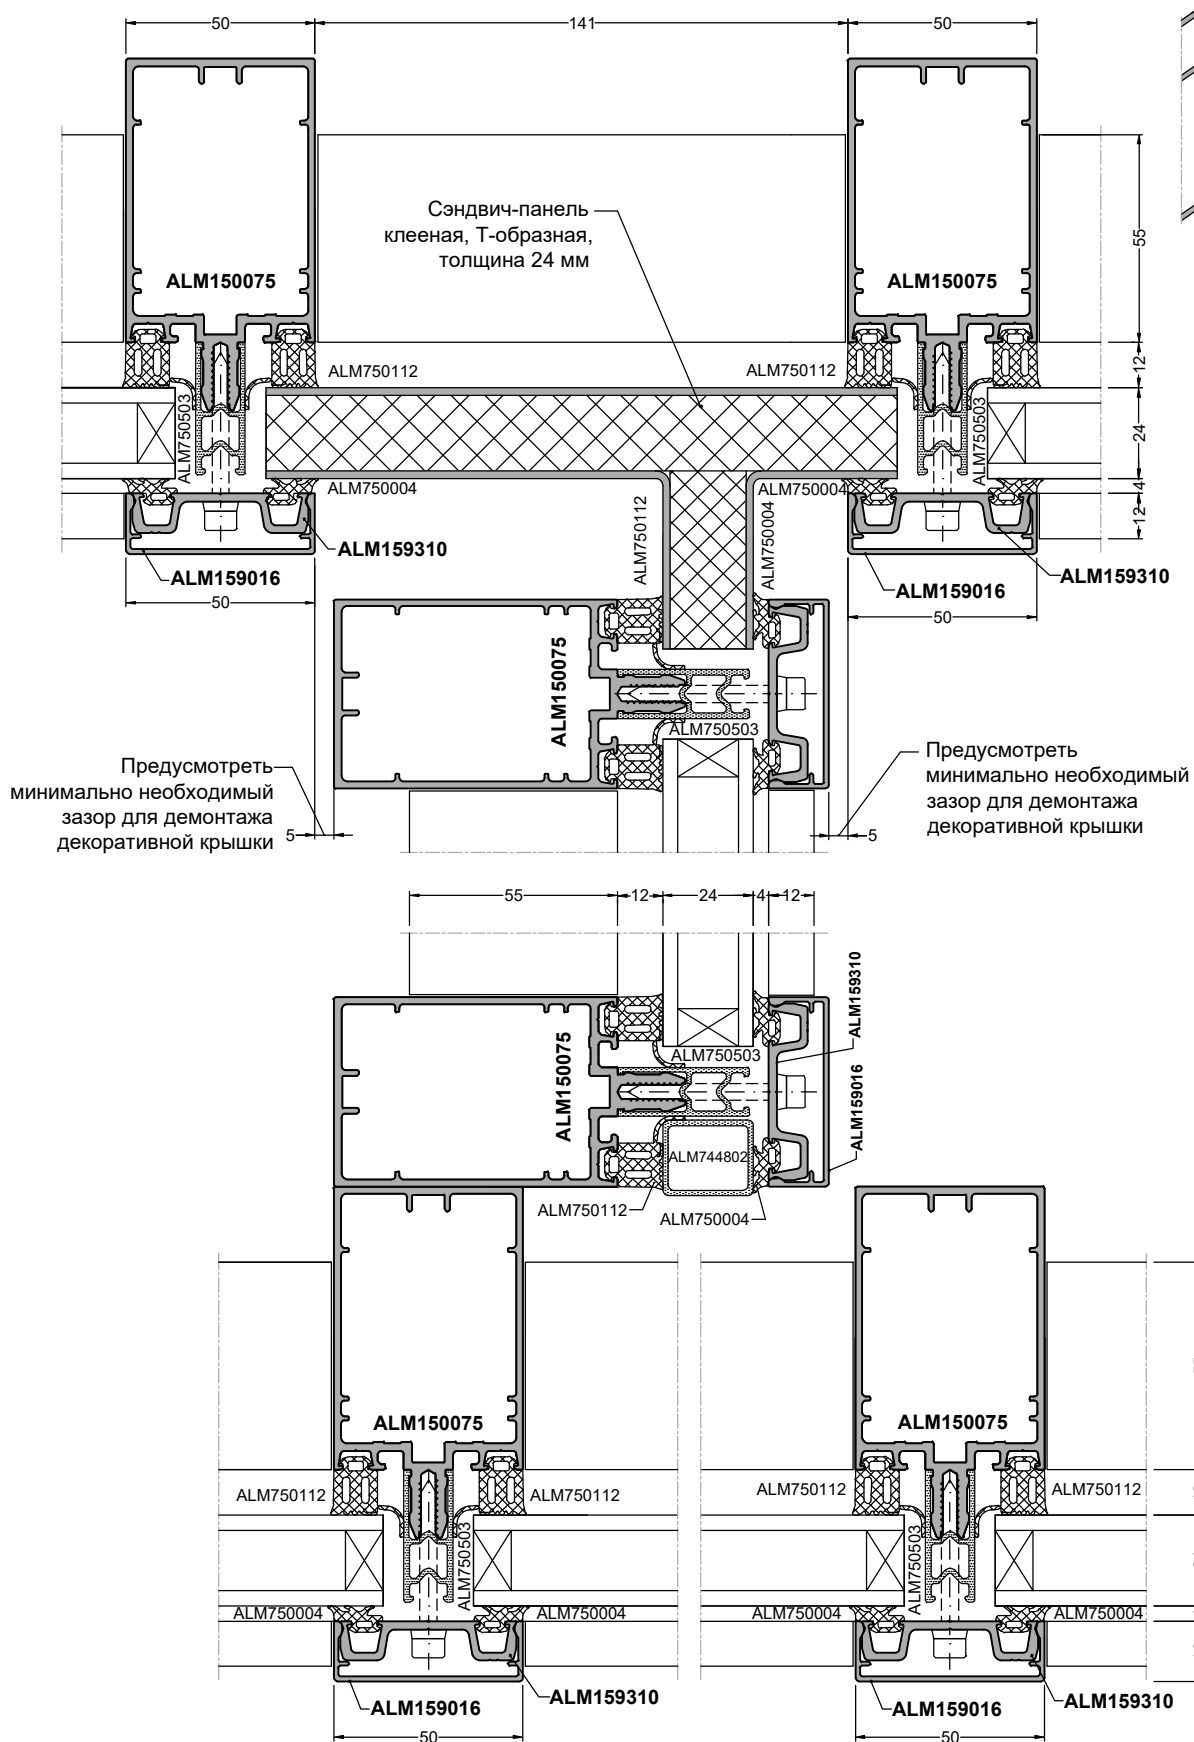 50
141
50
Сэндвич-панель
клееная, Т-образная,
толщина 24 мм
55
ALM150075
ALM150075
ALM750112
ALM750112
12
ALM750503
ALM750503
24
ALM750004
ALM750004
4
ALM750112
ALM750004
12
ALM159310
ALM159016
ALM159310
ALM159016
50
50
ALM150075
ALM750503
Предусмотреть
минимально необходимый
зазор для демонтажа
декоративной крышки
5
Предусмотреть
минимально необходимый
зазор для демонтажа
декоративной крышки
5
55
12
24
4
12
ALM159310
ALM150075
ALM750503
ALM159016
ALM744802
ALM750112
ALM750004
ALM150075
ALM150075
ALM750112
ALM750112
ALM750112
ALM750112
ALM750503
ALM750503
ALM750004
ALM750004
ALM750004
ALM750004
ALM159310
ALM159016
ALM159310
ALM159016
50
50